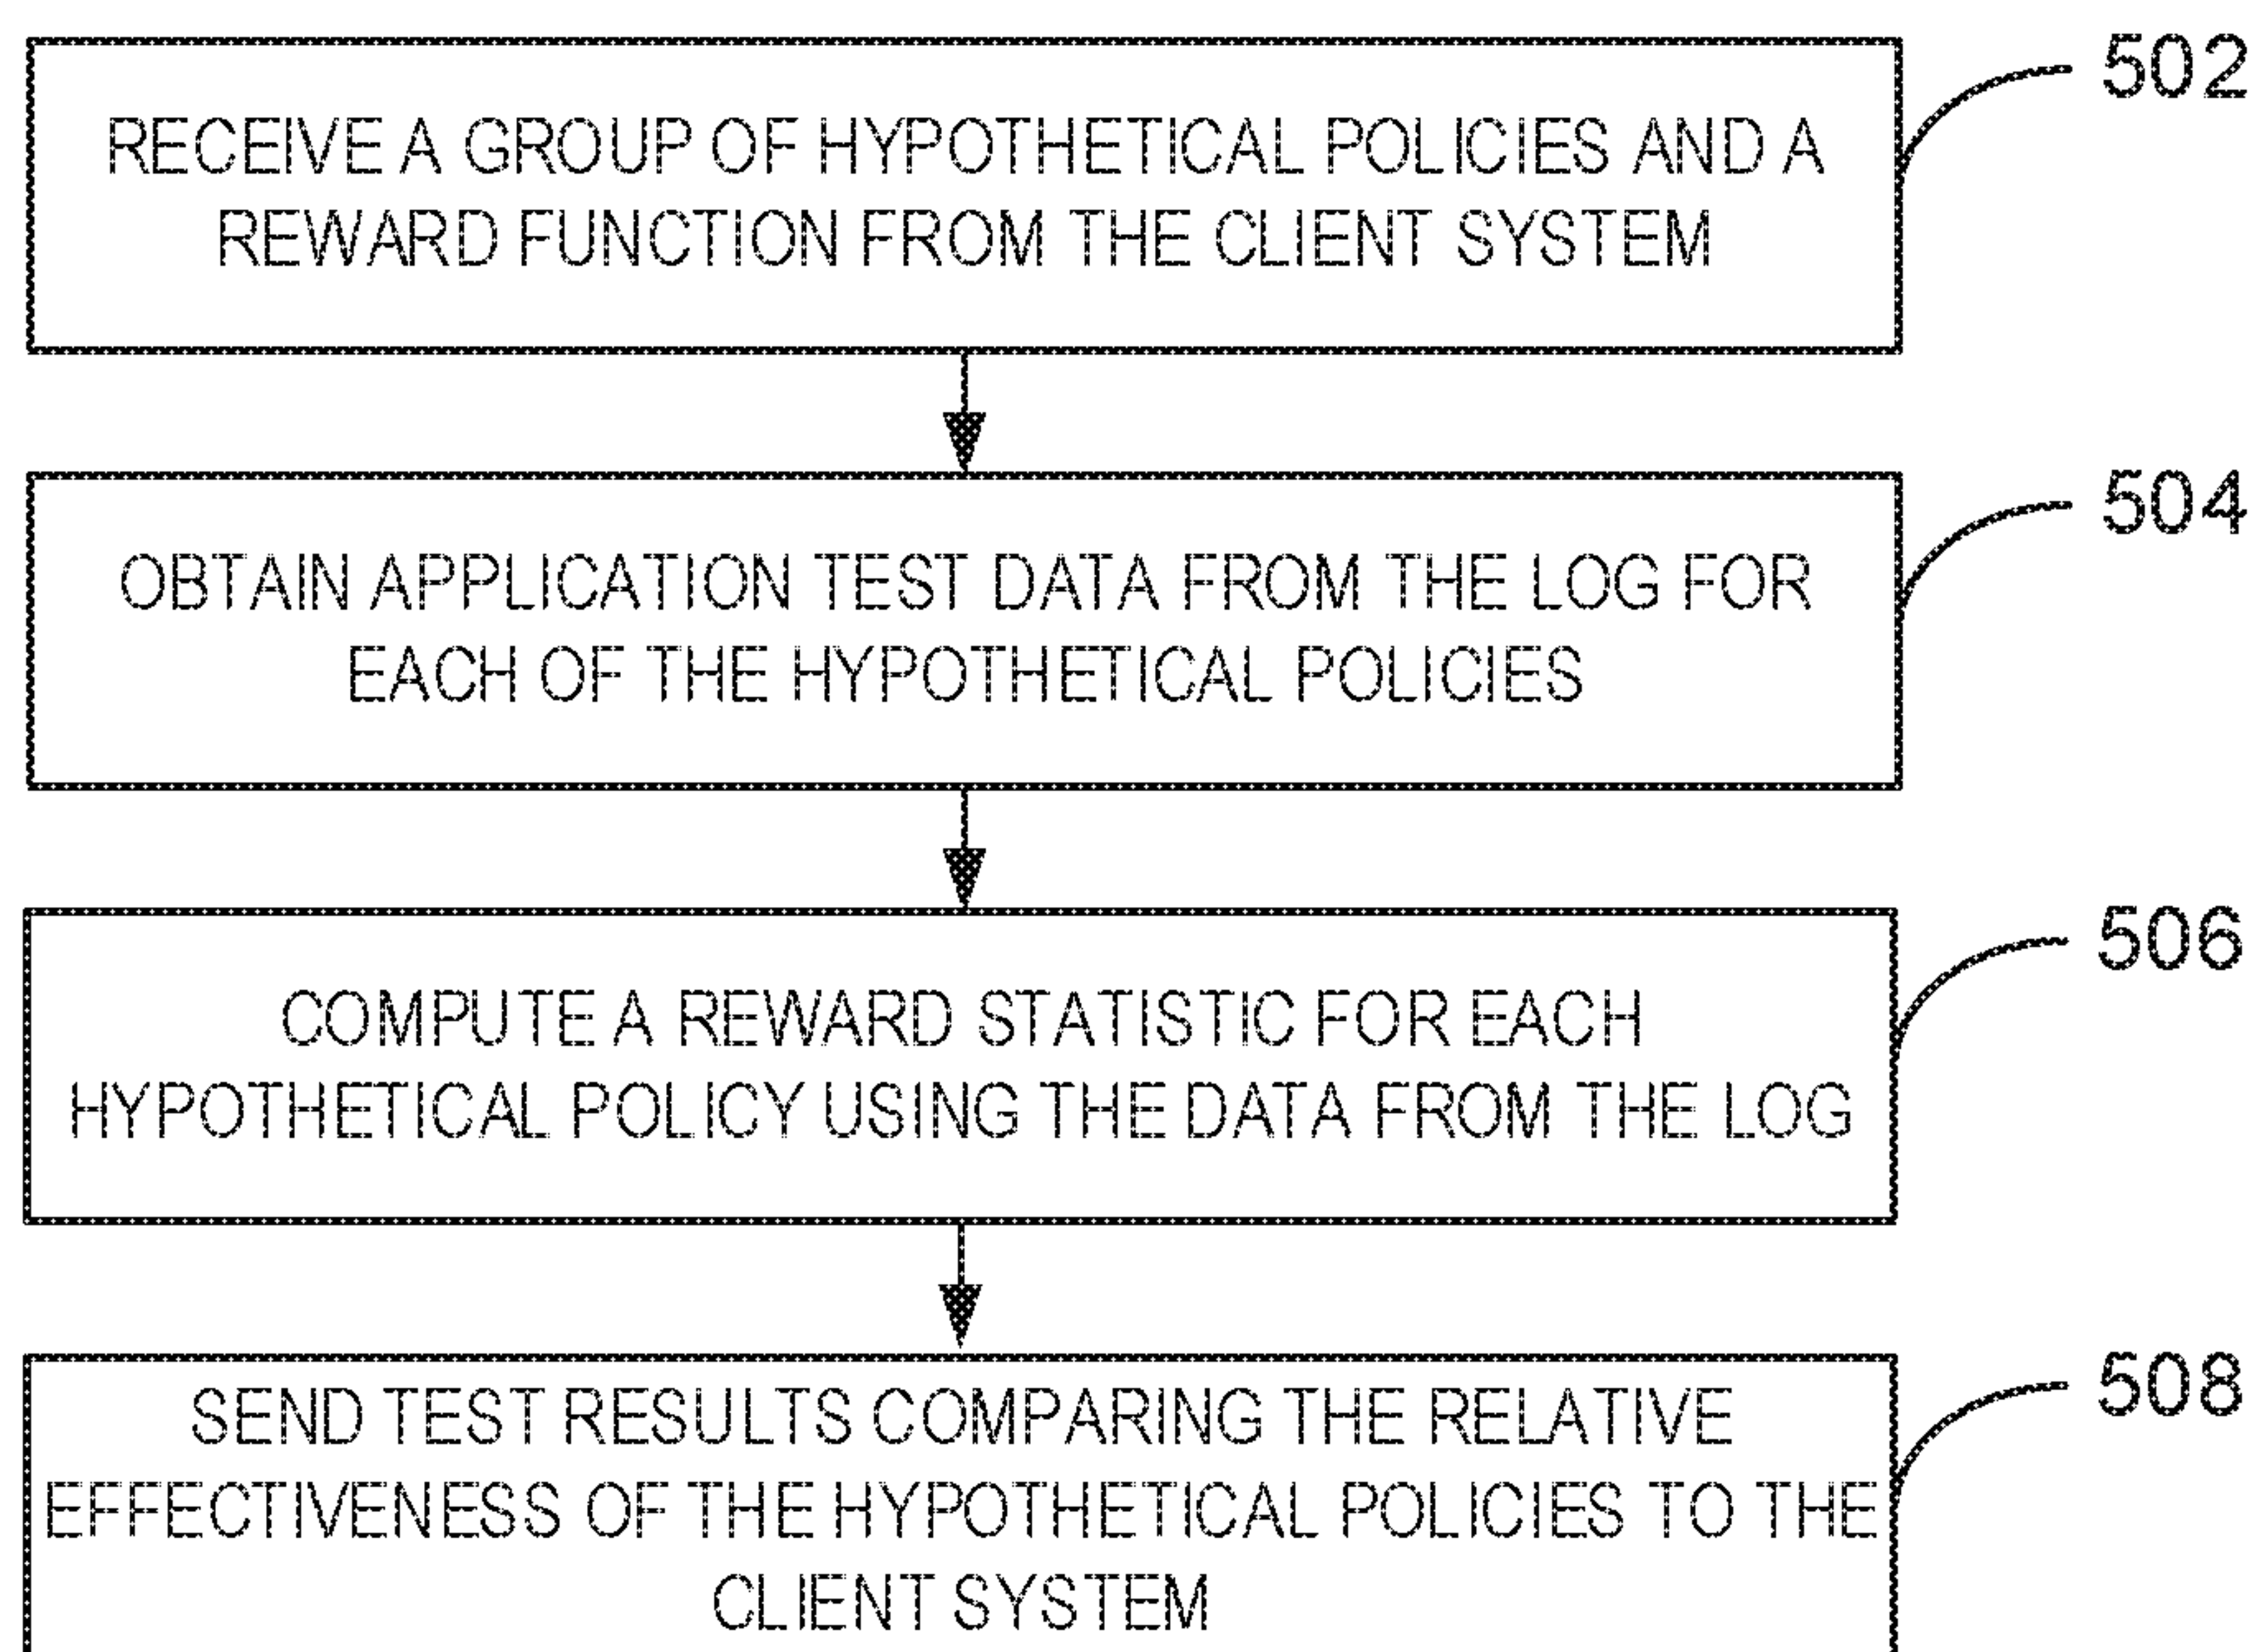 502
RECEIVE A GROUP OF HYPOTHETICAL POLICIES AND A
REWARD FUNCTION FROM THE CLIENT SYSTEM
504
OBTAIN APPLICATION TEST DATA FROM THE LOG FOR
EACH OF THE HYPOTHETICAL POLICIES
506
COMPUTE A REWARD STATISTIC FOR EACH
HYPOTHETICAL POLICY USING THE DATA FROM THE LOG
508
SEND TEST RESULTS COMPARING THE RELATIVE
EFFECTIVENESS OF THE HYPOTHETICAL POLICIES TO THE
CLIENT SYSTEM